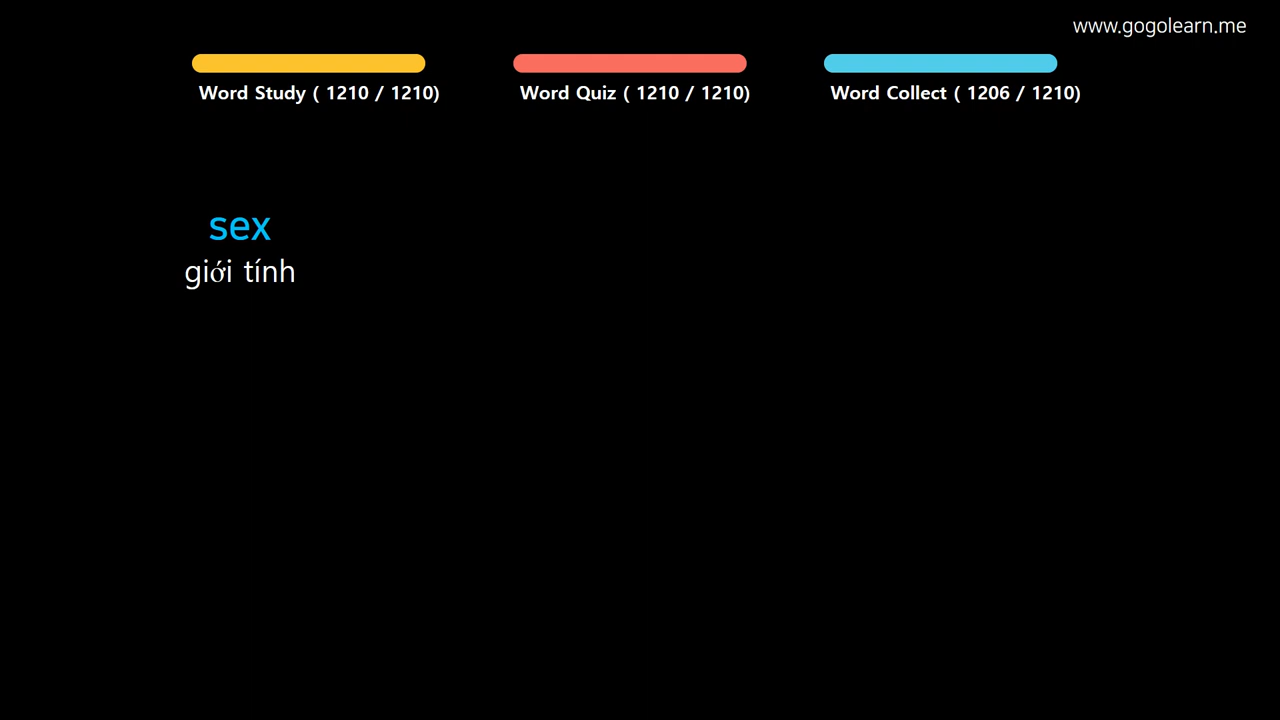 www.gogolearn.me
Word Study ( 1210 / 1210)
Word Quiz ( 1210 / 1210)
Word Collect ( 1206 / 1210)
sex
giới tính